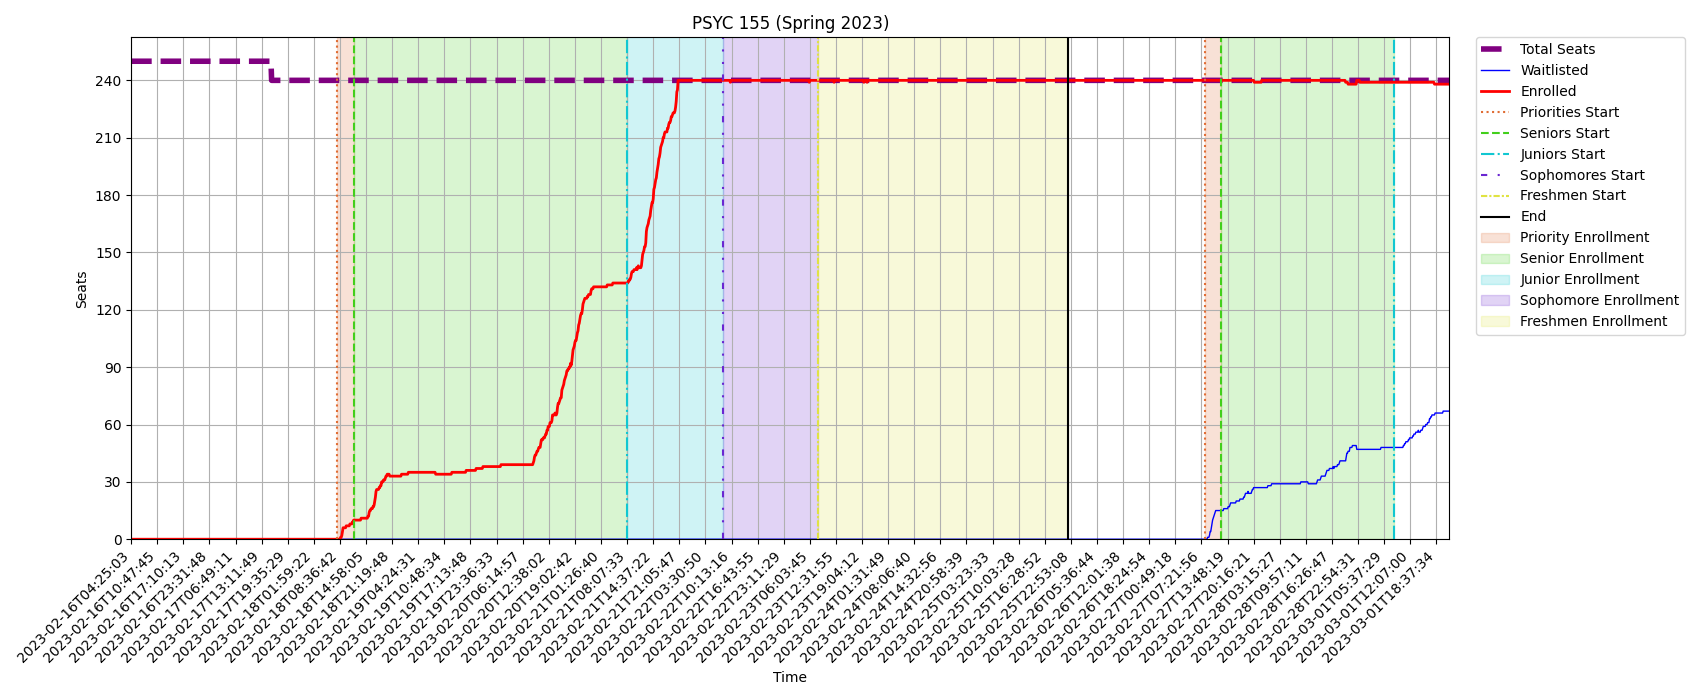 PSYC 155 (Spring 2023)
Total Seats
Waitlisted
Enrolled
Priorities Start
Seniors Start
Juniors Start
Sophomores Start
Freshmen Start
End
Priority Enrollment
Senior Enrollment
Junior Enrollment
Sophomore Enrollment
Freshmen Enrollment
Seats
240
210
180
150
120
90
60
30
0
2023-02-16T04:25:03
2023-02-16T10:47:45
2023-02-16T17:10:13
2023-02-16T23:31:48
2023-02-17T06:49:11
2023-02-17T13:11:49
2023-02-17T19:35:29
2023-02-18T01:59:22
2023-02-18T08:36:42
2023-02-18T14:58:05
2023-02-18T21:19:48
2023-02-19T04:24:31
2023-02-19T10:48:34
2023-02-19T17:13:48
2023-02-19T23:36:33
2023-02-20T06:14:57
2023-02-20T12:38:02
2023-02-20T19:02:42
2023-02-21T01:26:40
2023-02-21T08:07:33
2023-02-21T14:37:22
2023-02-21T21:05:47
2023-02-22T03:30:50
2023-02-22T10:13:16
2023-02-22T16:43:55
2023-02-22T23:11:29
2023-02-23T06:03:45
2023-02-23T12:31:55
2023-02-23T19:04:12
2023-02-24T01:31:49
2023-02-24T08:06:40
2023-02-24T14:32:56
2023-02-24T20:58:39
2023-02-25T03:23:33
2023-02-25T10:03:28
2023-02-25T16:28:52
2023-02-25T22:53:08
2023-02-26T05:36:44
2023-02-26T12:01:38
2023-02-26T18:24:54
2023-02-27T00:49:18
2023-02-27T07:21:56
2023-02-27T13:48:19
2023-02-27T20:16:21
2023-02-28T03:15:27
2023-02-28T09:57:11
2023-02-28T16:26:47
2023-02-28T22:54:31
2023-03-01T05:37:29
2023-03-01T12:07:00
2023-03-01T18:37:34
Time